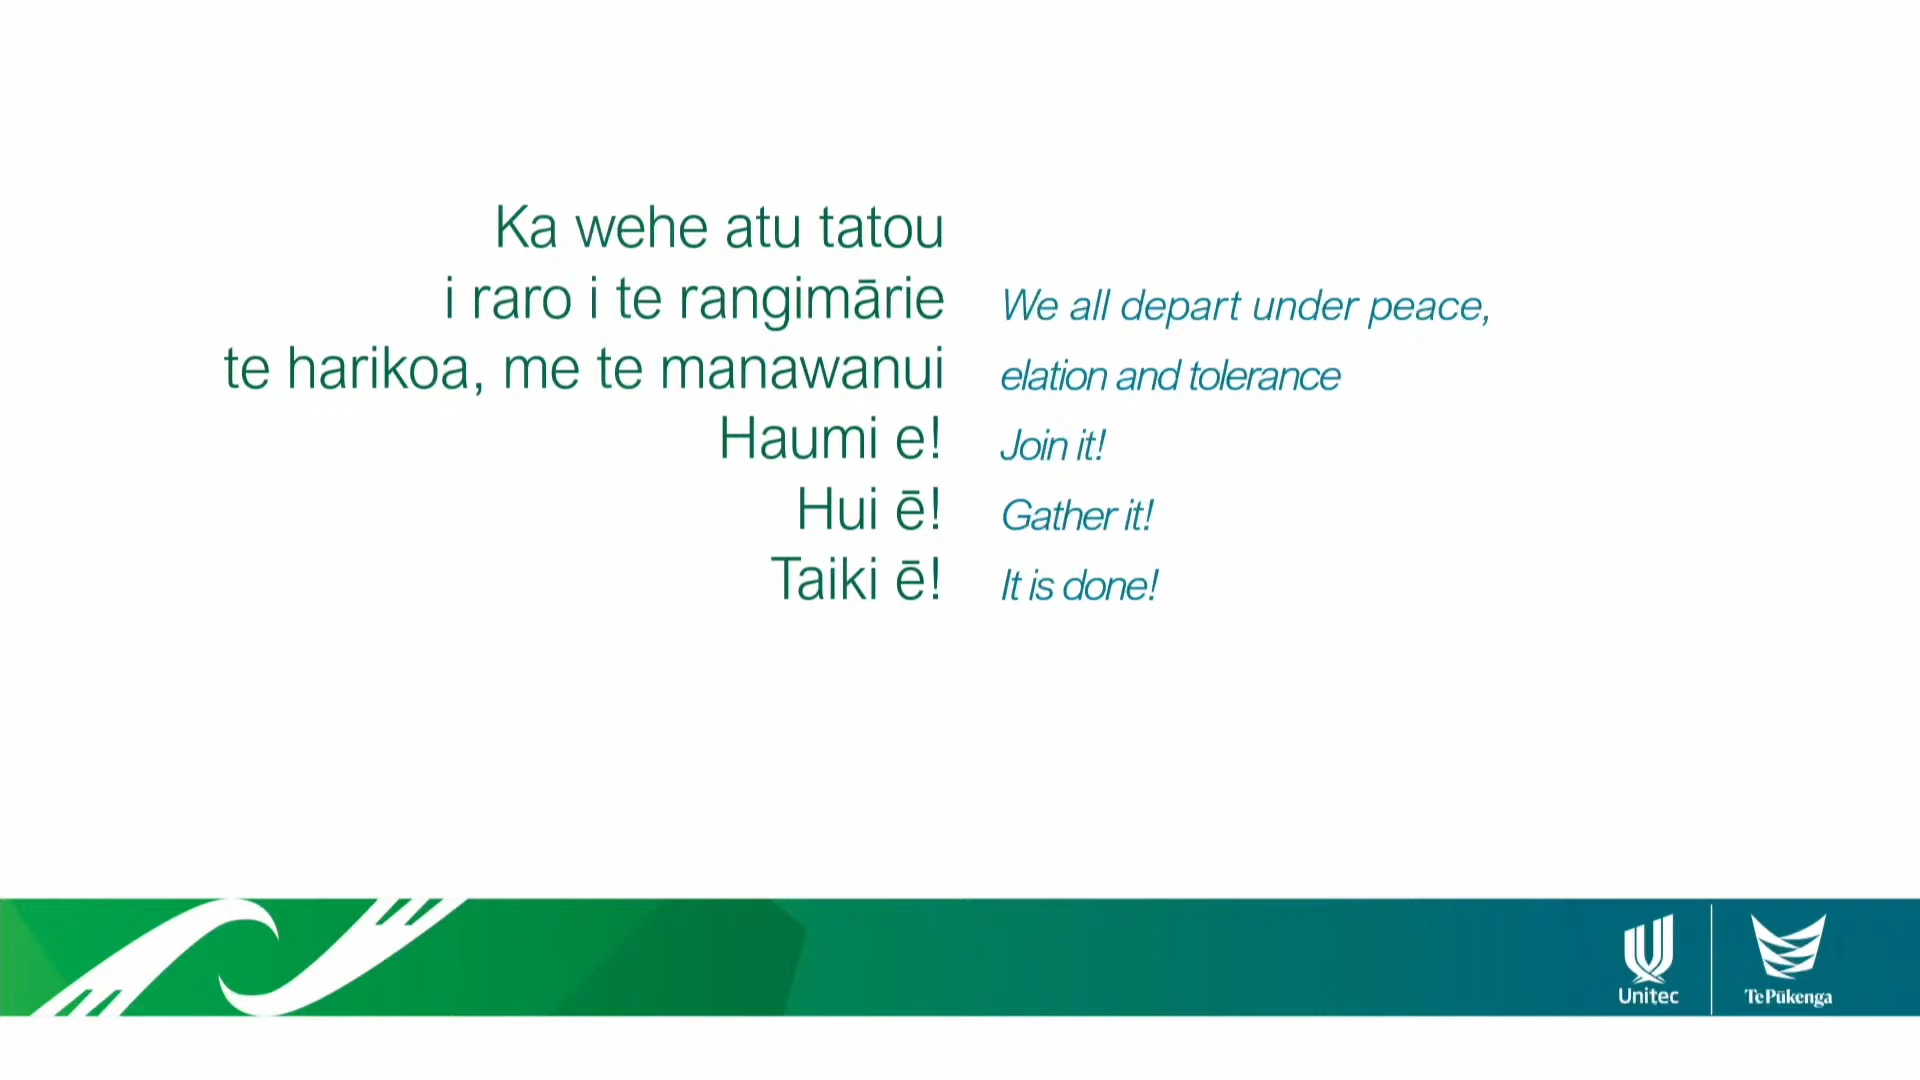 Ka wehe atu tatou
i raro i te rangimārie
te harikoa, me te manawanui
Haumi e!
Hui ē!
Taiki ē!
We all depart under peace,
elation and tolerance
Join it!
Gather it!
It is done!
Unitec
Te Pūkenga